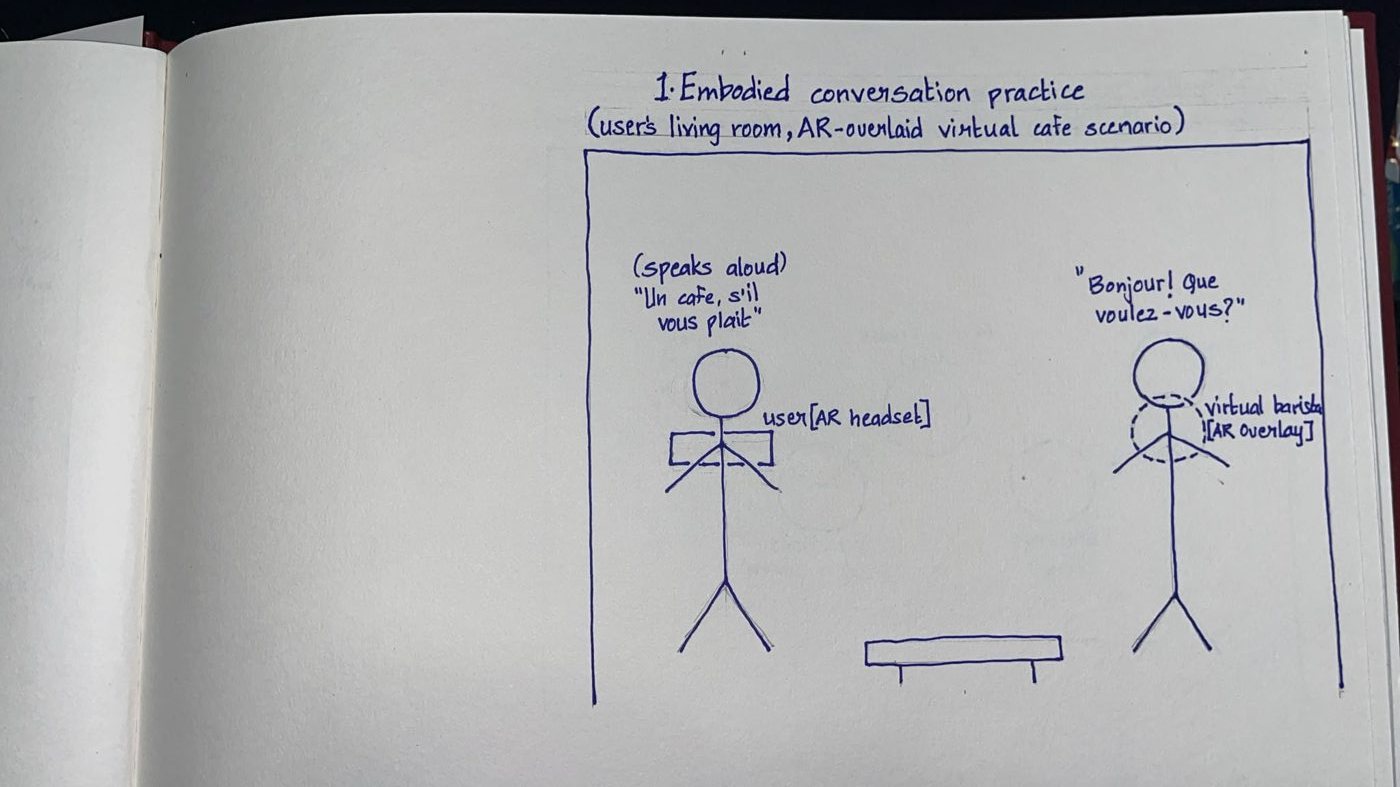 1. Embodied conversation practice
(user's living room, AR-overlaid virtual cafe scenario)
(speaks aloud)
"Un cafe, s'il
vous plait"
"Bonjour! Que
voulez-vous?"
user [AR headset]
virtual barista
[AR overlay]